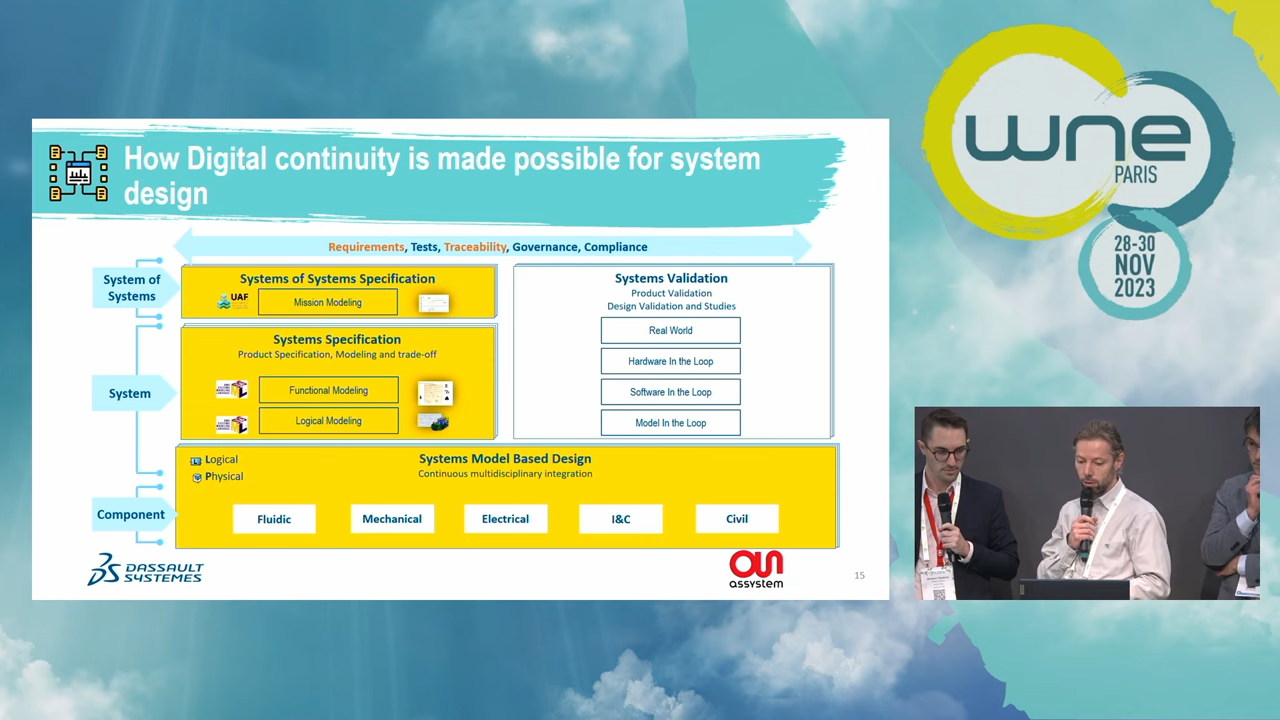 How Digital continuity is made possible for system
design
Requirements, Tests, Traceability, Governance, Compliance
System of
Systems
Systems of Systems Specification
UAF
Mission Modeling
System
Systems Specification
Product Specification, Modeling and trade-off
Functional Modeling
Logical Modeling
Systems Validation
Product Validation
Design Validation and Studies
Real World
Hardware In the Loop
Software In the Loop
Model In the Loop
Component
Logical
Physical
Systems Model Based Design
Continuous multidisciplinary integration
Fluidic
Mechanical
Electrical
I&C
Civil
DASSAULT
SYSTEMES
assystem
15
wne
PARIS
28-30
NOV
2023